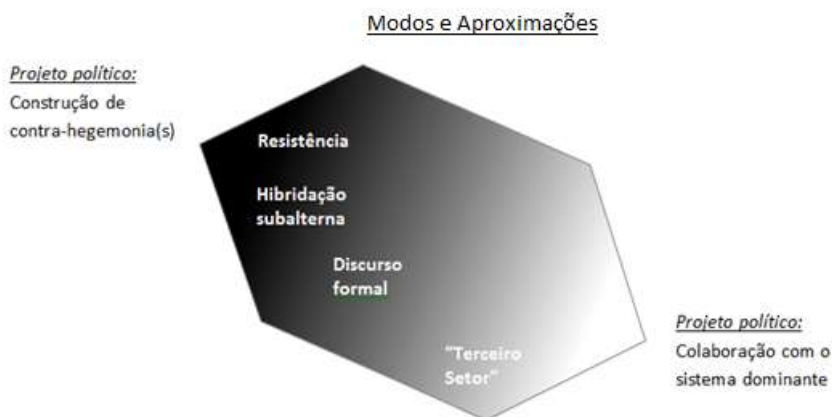 Modos e Aproximações
Projeto político:
Construção de
contra-hegemonia(s)
Resistência
Hibridação
subalterna
Discurso
formal
"Terceiro
Setor"
Projeto político:
Colaboração com o
sistema dominante